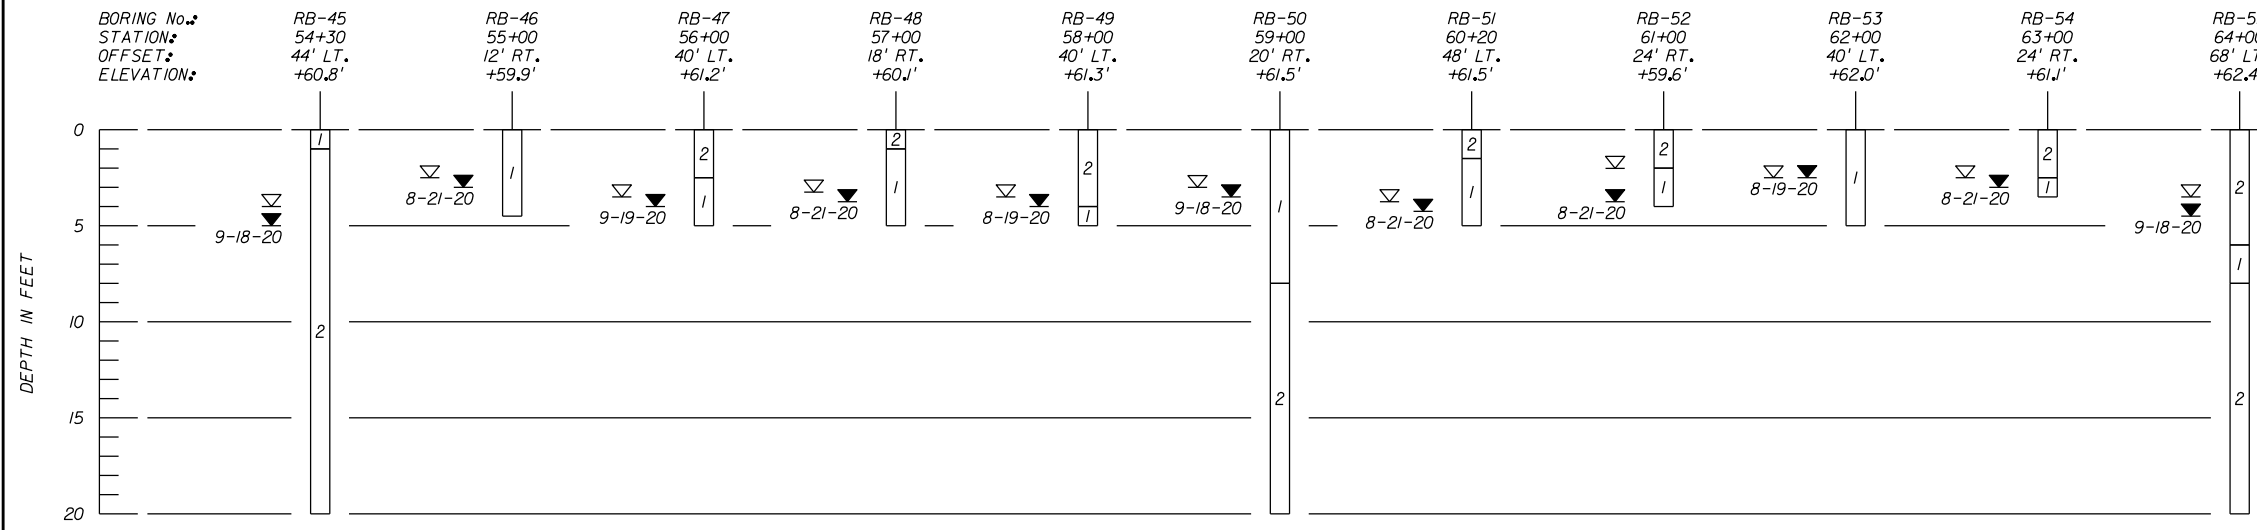 BORING No.: RB-45 RB-46 RB-47 RB-48 RB-49 RB-50 RB-51 RB-52 RB-53 RB-54
STATION: 54+30 55+00 56+00 57+00 58+00 59+00 60+20 61+00 62+00 63+00 64+00
OFFSET: 44' LT. 12' RT. 40' LT. 18' RT. 40' LT. 20' RT. 48' LT. 24' RT. 40' LT. 24' RT. 68' LT
ELEVATION: +60.8' +59.9' +61.2' +60.1' +61.3' +61.5' +61.5' +59.6' +62.0' +61.1' +62.4
0
1 2 2 2 2
2 2 2
1 1 1 1 1 1
8-21-20 8-19-20 8-21-20
1 1 2
9-19-20 8-21-20 8-19-20 1 9-18-20 1 8-21-20 8-21-20
5
9-18-20 9-18-20
1
DEPTH IN FEET
10
2
2 2
15
20